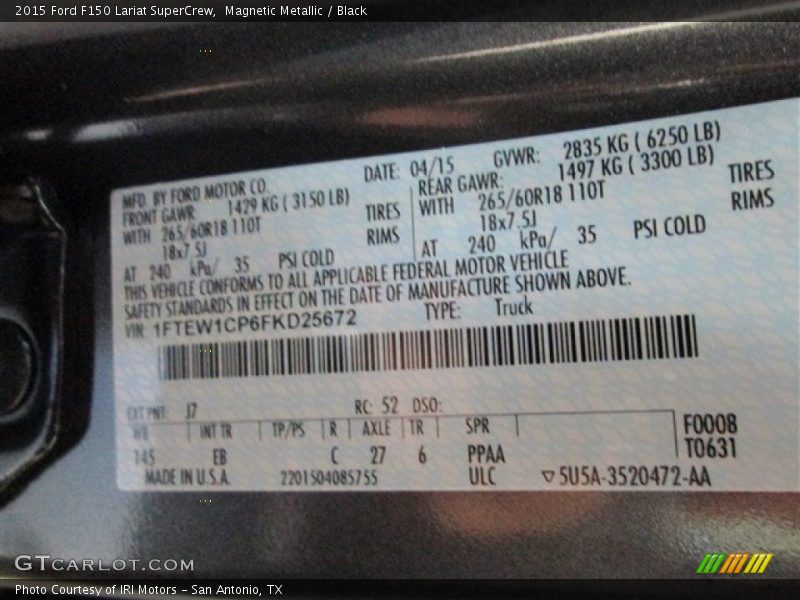 2015 Ford F150 Lariat SuperCrew, Magnetic Metallic / Black
MFD. BY FORD MOTOR CO. DATE: 04/15 GVWR: 2835 KG ( 6250 LB)
FRONT GAWR: 1429 KG ( 3150 LB) REAR GAWR: 1497 KG ( 3300 LB)
WITH 265/60R18 110T TIRES WITH 265/60R18 110T TIRES
18x7.5J RIMS 18x7.5J RIMS
AT 240 kPa/ 35 PSI COLD AT 240 kPa/ 35 PSI COLD
THIS VEHICLE CONFORMS TO ALL APPLICABLE FEDERAL MOTOR VEHICLE
SAFETY STANDARDS IN EFFECT ON THE DATE OF MANUFACTURE SHOWN ABOVE.
VIN: 1FTEW1CP6FKD25672 TYPE: Truck
EXT PNT: J7 RC: 52 DSO:
WB INT TR TP/PS R AXLE TR SPR F0008
145 EB C 27 6 PPAA T0631
MADE IN U.S.A. 2201504085755 ULC ▽5U5A-3520472-AA
GTCARLOT.COM
Photo Courtesy of IRI Motors – San Antonio, TX